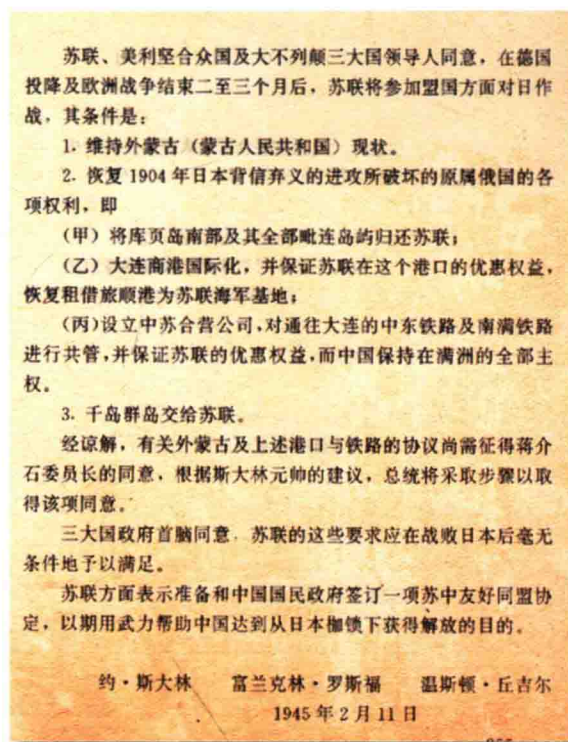 苏联、美利坚合众国及大不列颠三大国领导人同意，在德国
投降及欧洲战争结束二至三个月后，苏联将参加盟国方面对日作
战，其条件是：
1. 维持外蒙古（蒙古人民共和国）现状。
2. 恢复1904年日本背信弃义的进攻所破坏的原属俄国的各
项权利，即
（甲）将库页岛南部及其全部毗连岛屿归还苏联；
（乙）大连商港国际化，并保证苏联在这个港口的优惠权益，
恢复租借旅顺港为苏联海军基地；
（丙）设立中苏合营公司，对通往大连的中东铁路及南满铁路
进行共管，并保证苏联的优惠权益，而中国保持在满洲的全部主
权。
3. 千岛群岛交给苏联。
经谅解，有关外蒙古及上述港口与铁路的协议尚需征得蒋介
石委员长的同意，根据斯大林元帅的建议，总统将采取步骤以取
得该项同意。
三大国政府首脑同意，苏联的这些要求应在战败日本后毫无
条件地予以满足。
苏联方面表示准备和中国国民政府签订一项苏中友好同盟协
定，以期用武力帮助中国达到从日本枷锁下获得解放的目的。
约·斯大林 富兰克林·罗斯福 温斯顿·丘吉尔
1945年2月11日